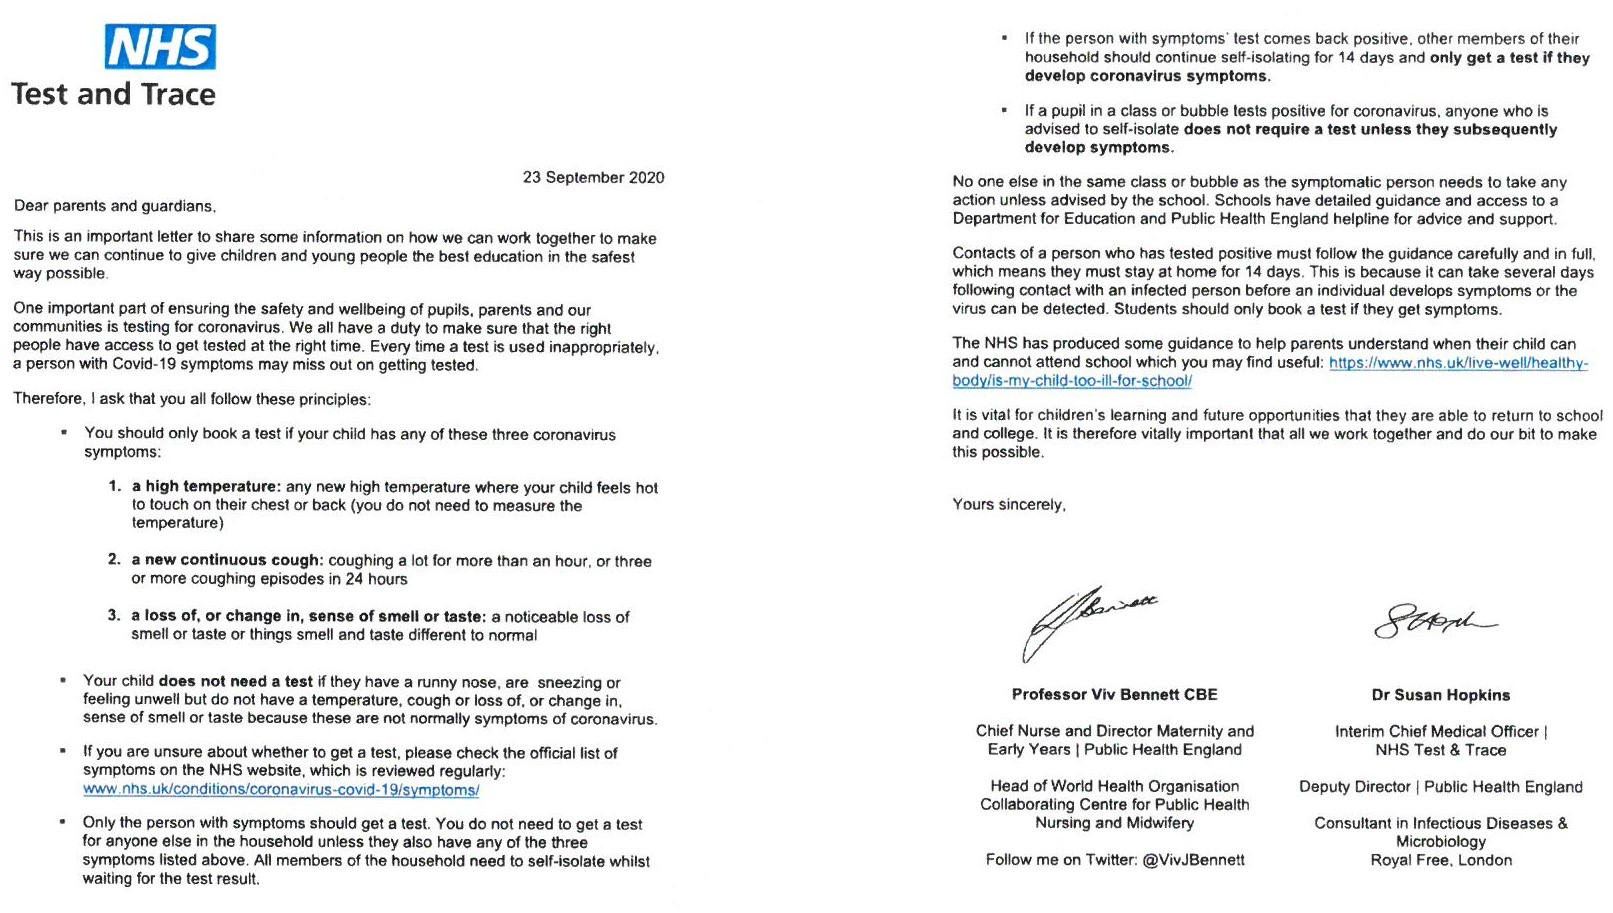 NHS
Test and Trace
23 September 2020
Dear parents and guardians,
This is an important letter to share some information on how we can work together to make
sure we can continue to give children and young people the best education in the safest
way possible.
One important part of ensuring the safety and wellbeing of pupils, parents and our
communities is testing for coronavirus. We all have a duty to make sure that the right
people have access to get tested at the right time. Every time a test is used inappropriately,
a person with Covid-19 symptoms may miss out on getting tested.
Therefore, I ask that you all follow these principles:
▪ You should only book a test if your child has any of these three coronavirus
symptoms:
1. a high temperature: any new high temperature where your child feels hot
to touch on their chest or back (you do not need to measure the
temperature)
2. a new continuous cough: coughing a lot for more than an hour, or three
or more coughing episodes in 24 hours
3. a loss of, or change in, sense of smell or taste: a noticeable loss of
smell or taste or things smell and taste different to normal
▪ Your child does not need a test if they have a runny nose, are sneezing or
feeling unwell but do not have a temperature, cough or loss of, or change in,
sense of smell or taste because these are not normally symptoms of coronavirus.
▪ If you are unsure about whether to get a test, please check the official list of
symptoms on the NHS website, which is reviewed regularly:
www.nhs.uk/conditions/coronavirus-covid-19/symptoms/
▪ Only the person with symptoms should get a test. You do not need to get a test
for anyone else in the household unless they also have any of the three
symptoms listed above. All members of the household need to self-isolate whilst
waiting for the test result.
▪ If the person with symptoms' test comes back positive, other members of their
household should continue self-isolating for 14 days and only get a test if they
develop coronavirus symptoms.
▪ If a pupil in a class or bubble tests positive for coronavirus, anyone who is
advised to self-isolate does not require a test unless they subsequently
develop symptoms.
No one else in the same class or bubble as the symptomatic person needs to take any
action unless advised by the school. Schools have detailed guidance and access to a
Department for Education and Public Health England helpline for advice and support.
Contacts of a person who has tested positive must follow the guidance carefully and in full,
which means they must stay at home for 14 days. This is because it can take several days
following contact with an infected person before an individual develops symptoms or the
virus can be detected. Students should only book a test if they get symptoms.
The NHS has produced some guidance to help parents understand when their child can
and cannot attend school which you may find useful: https://www.nhs.uk/live-well/healthy-
body/is-my-child-too-ill-for-school/
It is vital for children's learning and future opportunities that they are able to return to school
and college. It is therefore vitally important that all we work together and do our bit to make
this possible.
Yours sincerely,
Professor Viv Bennett CBE
Chief Nurse and Director Maternity and
Early Years | Public Health England
Head of World Health Organisation
Collaborating Centre for Public Health
Nursing and Midwifery
Follow me on Twitter: @VivJBennett
Dr Susan Hopkins
Interim Chief Medical Officer |
NHS Test & Trace
Deputy Director | Public Health England
Consultant in Infectious Diseases &
Microbiology
Royal Free, London